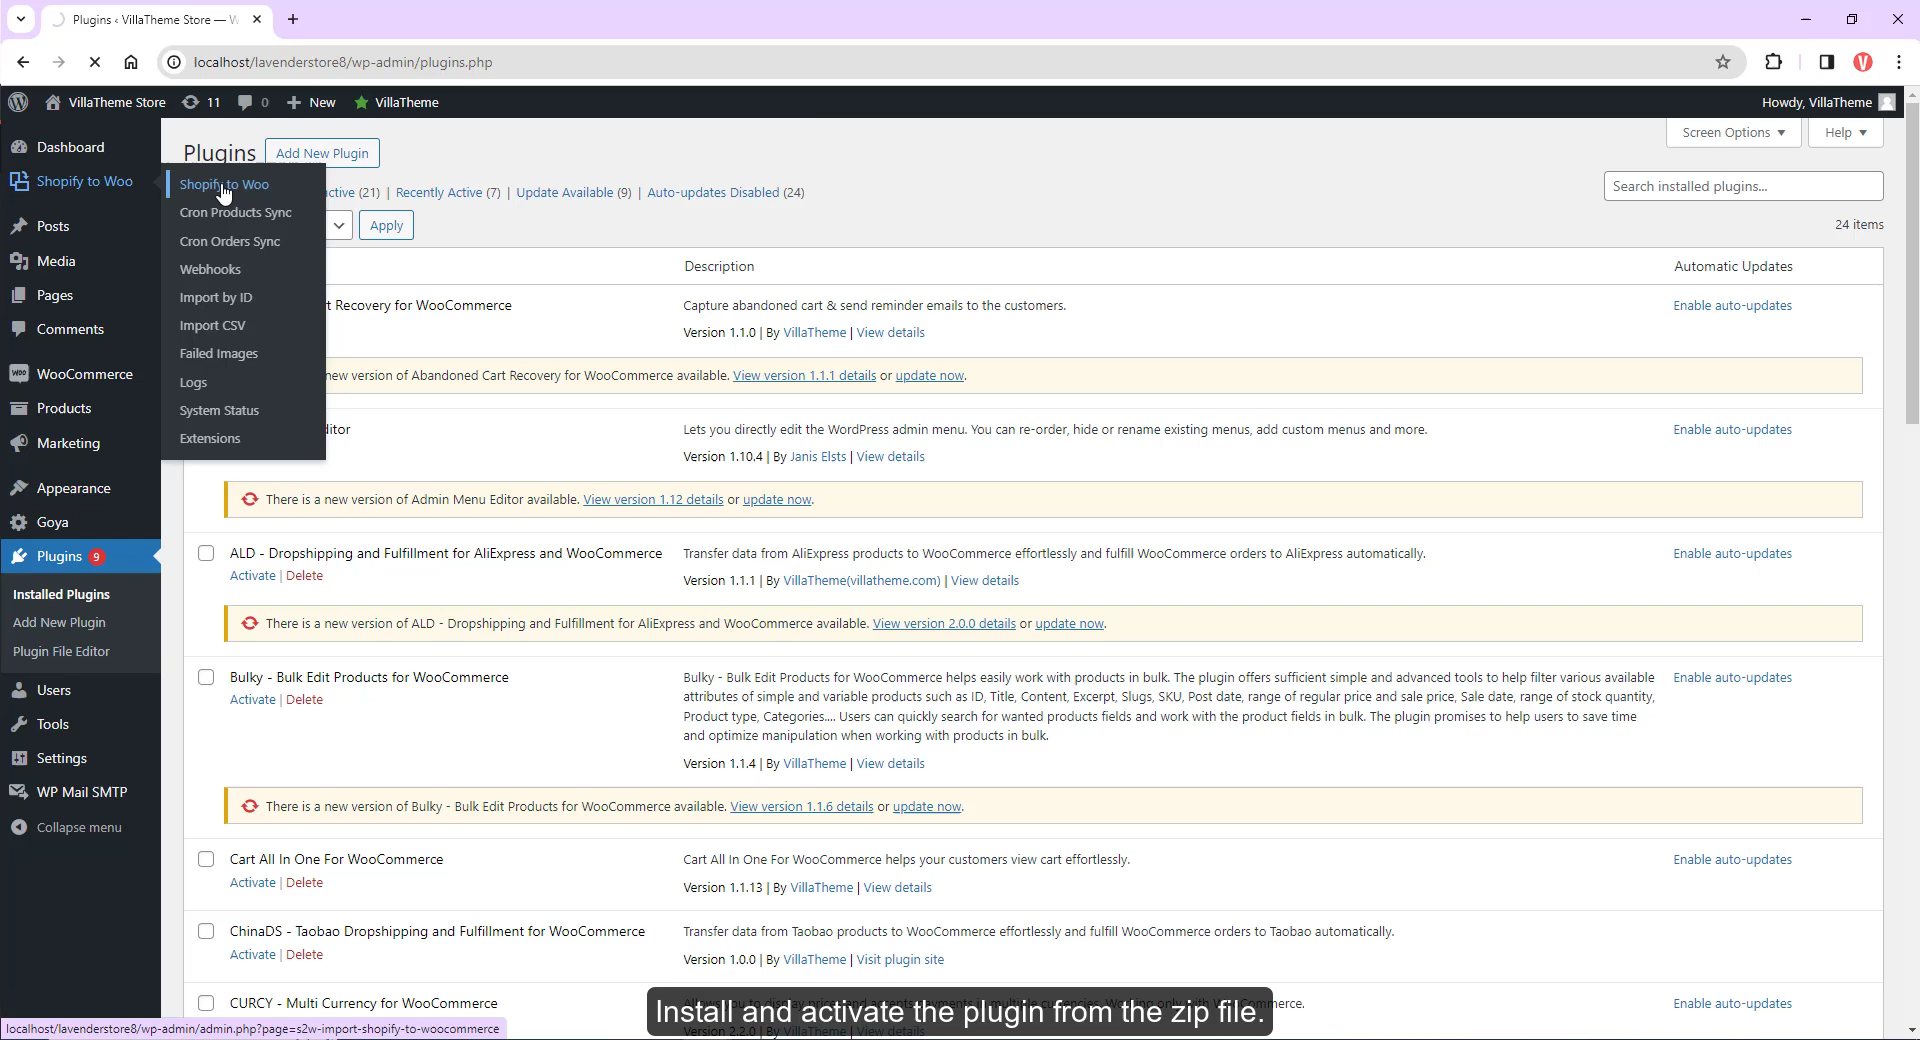 Plugins ‹ VillaTheme Store — W
localhost/lavenderstore8/wp-admin/plugins.php
VillaTheme Store 11 0 New VillaTheme
Howdy, VillaTheme
Screen Options
Help
Dashboard
Shopify to Woo
Posts
Media
Pages
Comments
WooCommerce
Products
Marketing
Appearance
Goya
Plugins 9
Installed Plugins
Add New Plugin
Plugin File Editor
Users
Tools
Settings
WP Mail SMTP
Collapse menu
Shopify to Woo
Cron Products Sync
Cron Orders Sync
Webhooks
Import by ID
Import CSV
Failed Images
Logs
System Status
Extensions
Plugins
Add New Plugin
(21) | Recently Active (7) | Update Available (9) | Auto-updates Disabled (24)
Search installed plugins...
Apply
24 items
Description
Automatic Updates
Recovery for WooCommerce
Capture abandoned cart & send reminder emails to the customers.
Enable auto-updates
Version 1.1.0 | By VillaTheme | View details
new version of Abandoned Cart Recovery for WooCommerce available. View version 1.1.1 details or update now.
Lets you directly edit the WordPress admin menu. You can re-order, hide or rename existing menus, add custom menus and more.
Enable auto-updates
Version 1.10.4 | By Janis Elsts | View details
There is a new version of Admin Menu Editor available. View version 1.12 details or update now.
ALD - Dropshipping and Fulfillment for AliExpress and WooCommerce
Activate | Delete
Transfer data from AliExpress products to WooCommerce effortlessly and fulfill WooCommerce orders to AliExpress automatically.
Enable auto-updates
Version 1.1.1 | By VillaTheme(villatheme.com) | View details
There is a new version of ALD - Dropshipping and Fulfillment for AliExpress and WooCommerce available. View version 2.0.0 details or update now.
Bulky - Bulk Edit Products for WooCommerce
Activate | Delete
Bulky - Bulk Edit Products for WooCommerce helps easily work with products in bulk. The plugin offers sufficient simple and advanced tools to help filter various available
attributes of simple and variable products such as ID, Title, Content, Excerpt, Slugs, SKU, Post date, range of regular price and sale price, Sale date, range of stock quantity,
Product type, Categories.... Users can quickly search for wanted products fields and work with the product fields in bulk. The plugin promises to help users to save time
and optimize manipulation when working with products in bulk.
Enable auto-updates
Version 1.1.4 | By VillaTheme | View details
There is a new version of Bulky - Bulk Edit Products for WooCommerce available. View version 1.1.6 details or update now.
Cart All In One For WooCommerce
Activate | Delete
Cart All In One For WooCommerce helps your customers view cart effortlessly.
Enable auto-updates
Version 1.1.13 | By VillaTheme | View details
ChinaDS - Taobao Dropshipping and Fulfillment for WooCommerce
Activate | Delete
Transfer data from Taobao products to WooCommerce effortlessly and fulfill WooCommerce orders to Taobao automatically.
Version 1.0.0 | By VillaTheme | Visit plugin site
CURCY - Multi Currency for WooCommerce
Enable auto-updates
Install and activate the plugin from the zip file.
localhost/lavenderstore8/wp-admin/admin.php?page=s2w-import-shopify-to-woocommerce